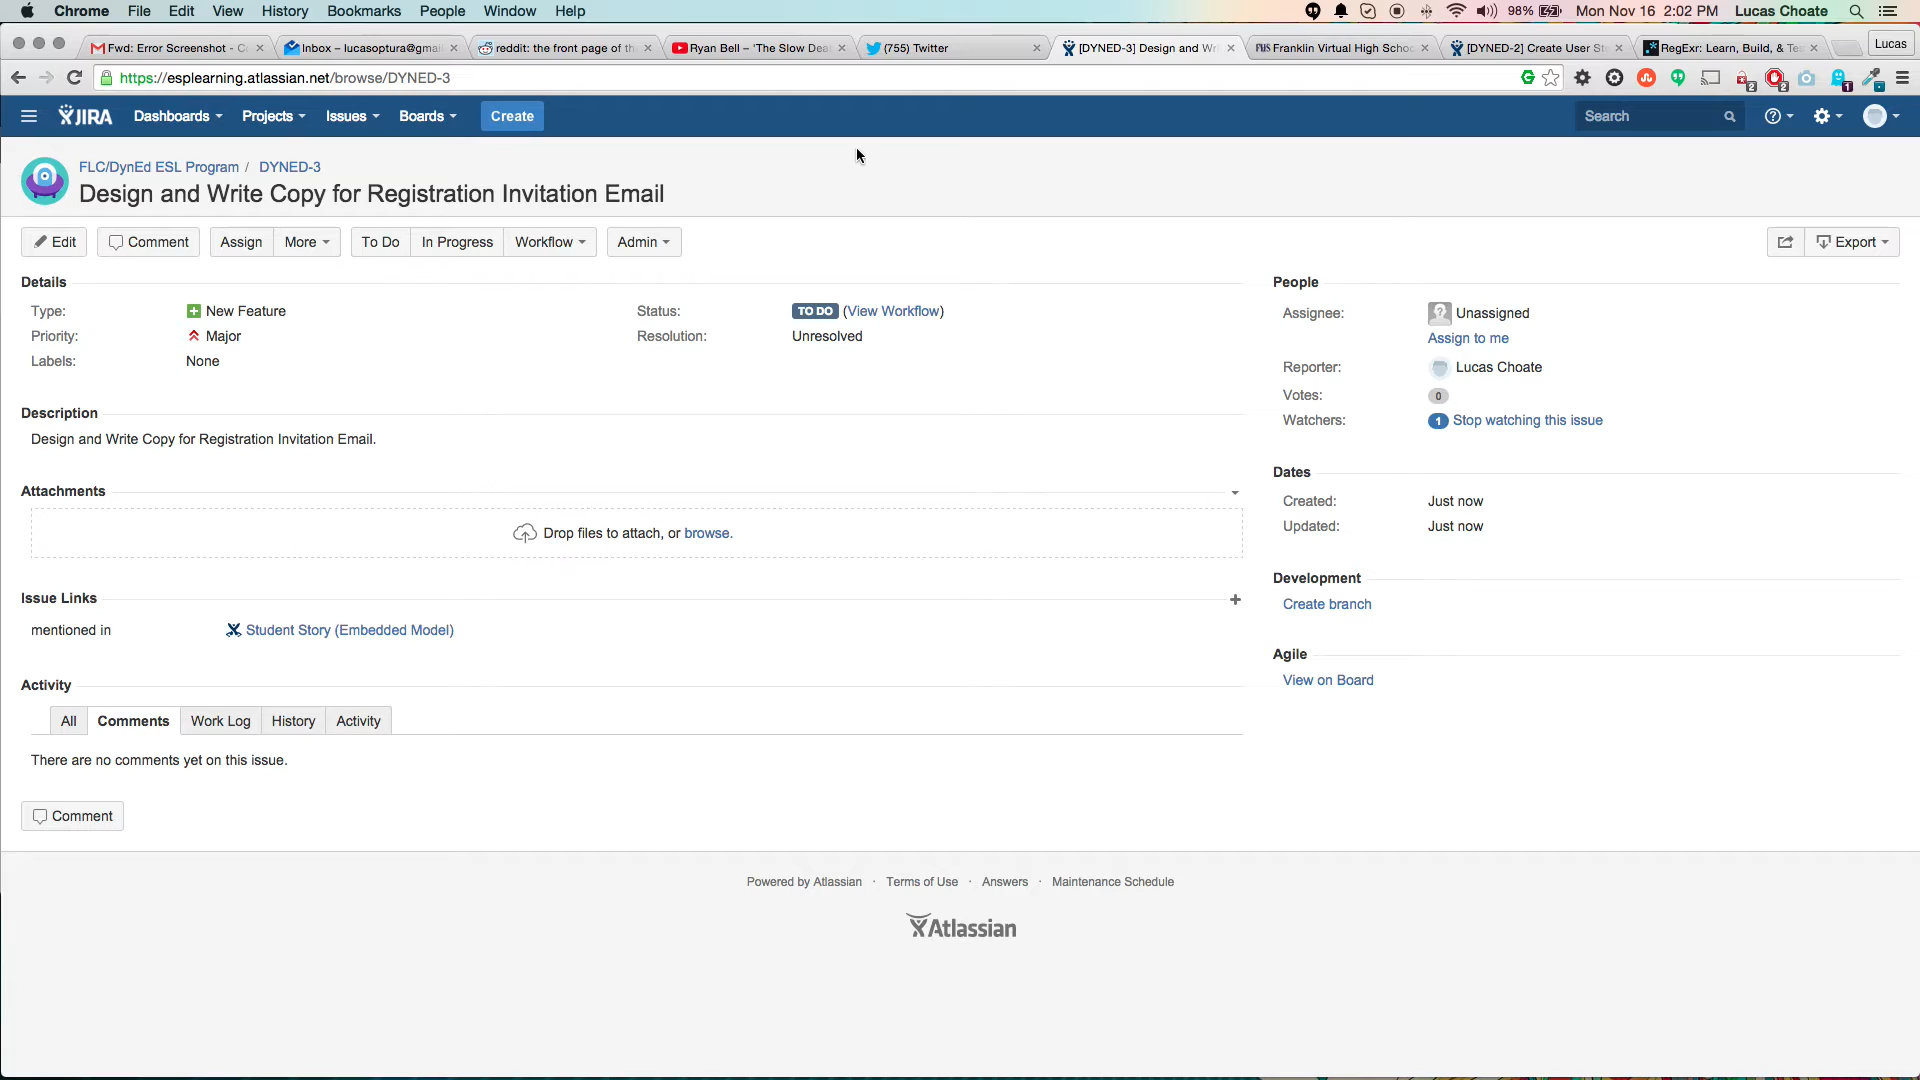 Chrome File Edit View History Bookmarks People Window Help 98% Mon Nov 16 2:02 PM Lucas Choate
Fwd: Error Screenshot - C Inbox – lucasoptura@gmai reddit: the front page of th Ryan Bell – 'The Slow Dea (755) Twitter [DYNED-3] Design and Wri Franklin Virtual High Schoo [DYNED-2] Create User St RegExr: Learn, Build, & Te Lucas
https://esplearning.atlassian.net/browse/DYNED-3 2 2 1
JIRA Dashboards Projects Issues Boards Create Search
FLC/DynEd ESL Program / DYNED-3
Design and Write Copy for Registration Invitation Email
Edit Comment Assign More To Do In Progress Workflow Admin Export
Details
Type: New Feature
Priority: Major
Labels: None
Status: TO DO (View Workflow)
Resolution: Unresolved
Description
Design and Write Copy for Registration Invitation Email.
Attachments
Drop files to attach, or browse.
Issue Links
mentioned in Student Story (Embedded Model)
Activity
All Comments Work Log History Activity
There are no comments yet on this issue.
Comment
People
Assignee: Unassigned
Assign to me
Reporter: Lucas Choate
Votes: 0
Watchers: 1 Stop watching this issue
Dates
Created: Just now
Updated: Just now
Development
Create branch
Agile
View on Board
Powered by Atlassian · Terms of Use · Answers · Maintenance Schedule
Atlassian